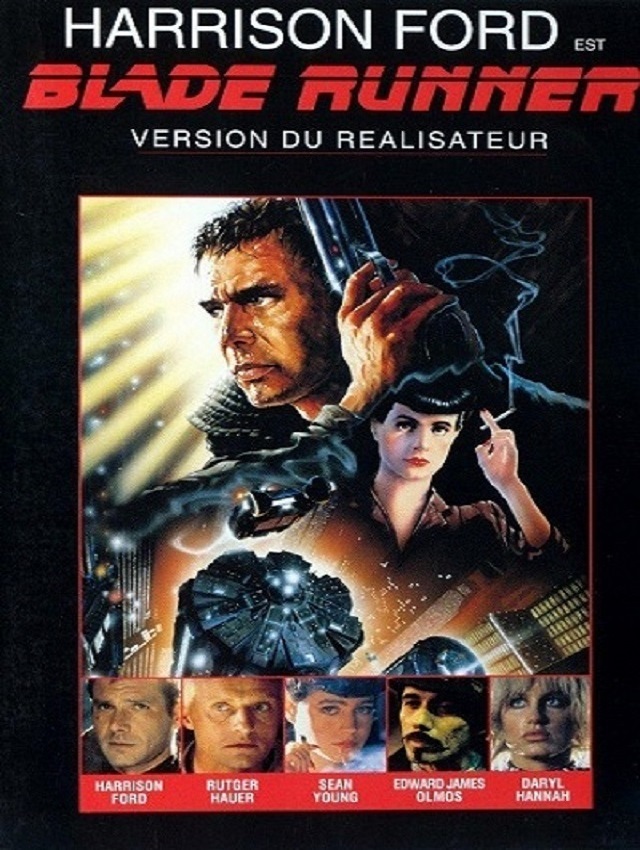 HARRISON FORD EST
BLADE RUNNER
VERSION DU REALISATEUR
HARRISON FORD
RUTGER HAUER
SEAN YOUNG
EDWARD JAMES OLMOS
DARYL HANNAH